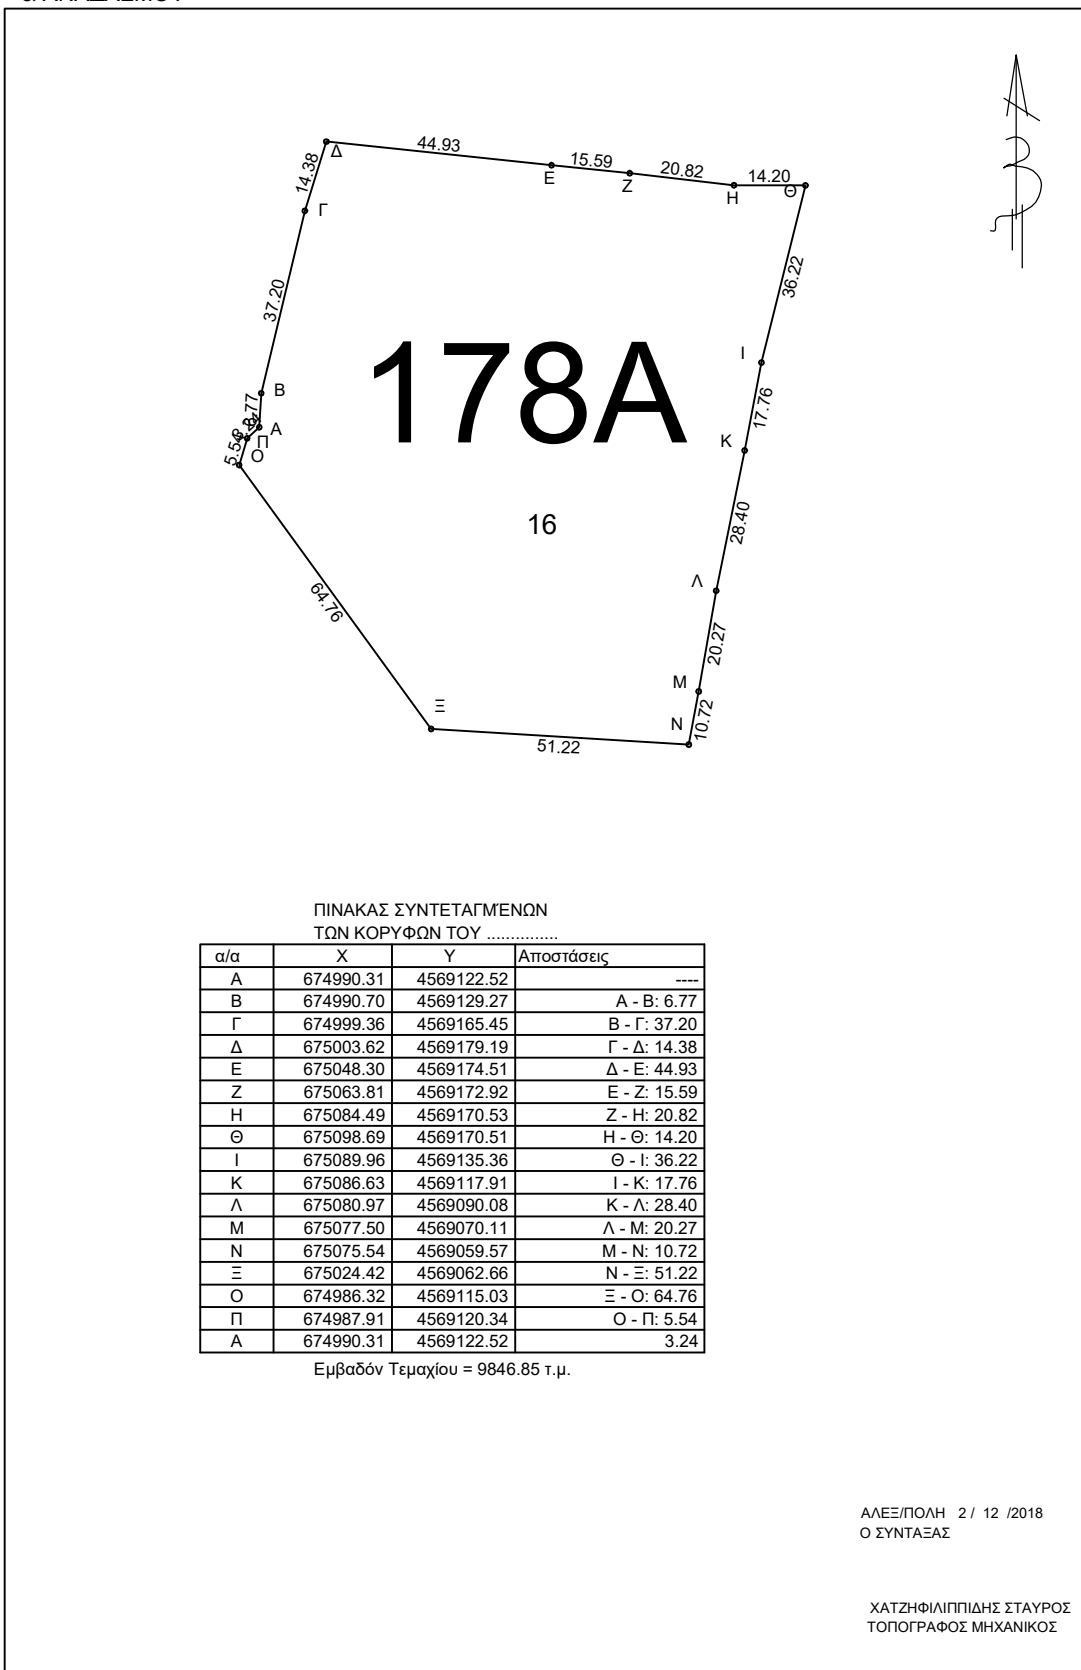 44.93
15.59
20.82
14.20
14.38
Δ
Ε
Ζ
Η
Θ
Γ
37.20
36.22
178Α
Ι
17.76
Β
6.77
Α
3.24
Π
5.54
Ο
Κ
16
28.40
Λ
64.76
20.27
Μ
Ξ
Ν
10.72
51.22
ΠΙΝΑΚΑΣ ΣΥΝΤΕΤΑΓΜΈΝΩΝ
ΤΩΝ ΚΟΡΥΦΩΝ ΤΟΥ ...............
α/α Χ Υ Αποστάσεις
Α 674990.31 4569122.52 ----
Β 674990.70 4569129.27 Α - Β: 6.77
Γ 674999.36 4569165.45 Β - Γ: 37.20
Δ 675003.62 4569179.19 Γ - Δ: 14.38
Ε 675048.30 4569174.51 Δ - Ε: 44.93
Ζ 675063.81 4569172.92 Ε - Ζ: 15.59
Η 675084.49 4569170.53 Ζ - Η: 20.82
Θ 675098.69 4569170.51 Η - Θ: 14.20
Ι 675089.96 4569135.36 Θ - Ι: 36.22
Κ 675086.63 4569117.91 Ι - Κ: 17.76
Λ 675080.97 4569090.08 Κ - Λ: 28.40
Μ 675077.50 4569070.11 Λ - Μ: 20.27
Ν 675075.54 4569059.57 Μ - Ν: 10.72
Ξ 675024.42 4569062.66 Ν - Ξ: 51.22
Ο 674986.32 4569115.03 Ξ - Ο: 64.76
Π 674987.91 4569120.34 Ο - Π: 5.54
Α 674990.31 4569122.52 3.24
Εμβαδόν Τεμαχίου = 9846.85 τ.μ.
ΑΛΕΞ/ΠΟΛΗ 2 / 12 /2018
Ο ΣΥΝΤΑΞΑΣ
ΧΑΤΖΗΦΙΛΙΠΠΙΔΗΣ ΣΤΑΥΡΟΣ
ΤΟΠΟΓΡΑΦΟΣ ΜΗΧΑΝΙΚΟΣ